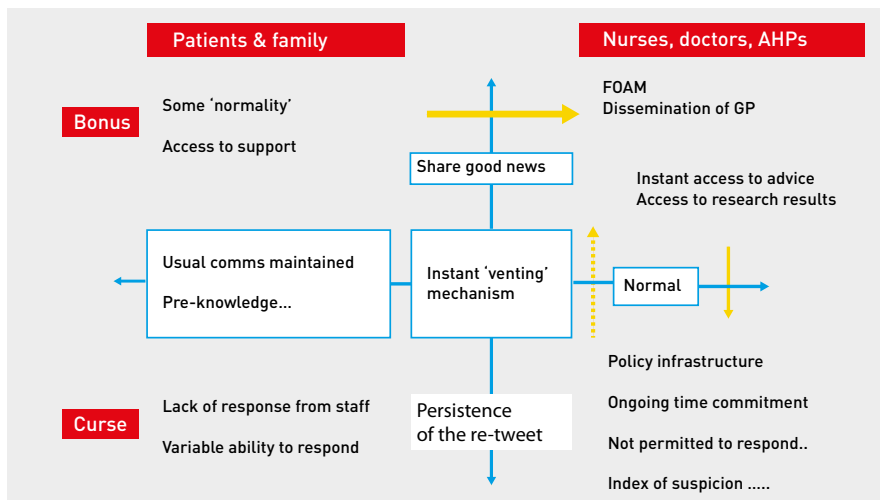 Patients & family
Nurses, doctors, AHPs
Bonus
Some ‘normality’
Access to support
FOAM
Dissemination of GP
Share good news
Instant access to advice
Access to research results
Usual comms maintained
Pre-knowledge...
Instant ‘venting’
mechanism
Normal
Curse
Lack of response from staff
Variable ability to respond
Persistence
of the re-tweet
Policy infrastructure
Ongoing time commitment
Not permitted to respond..
Index of suspicion .....